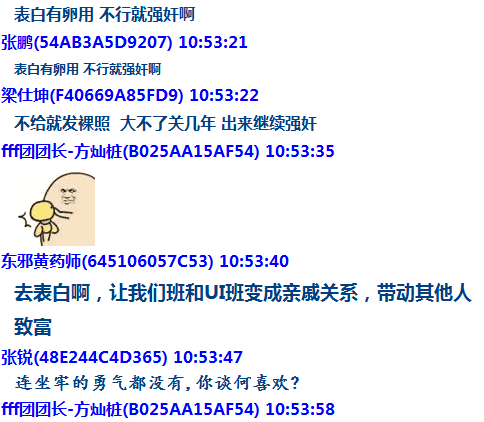 表白有卵用 不行就强奸啊
张鹏(54AB3A5D9207) 10:53:21
表白有卵用 不行就强奸啊
梁仕坤(F40669A85FD9) 10:53:22
不给就发裸照 大不了关几年 出来继续强奸
fff团团长-方灿桩(B025AA15AF54) 10:53:35
东邪黄药师(645106057C53) 10:53:40
去表白啊，让我们班和UI班变成亲戚关系，带动其他人
致富
张锐(48E244C4D365) 10:53:47
连坐牢的勇气都没有,你谈何喜欢?
fff团团长-方灿桩(B025AA15AF54) 10:53:58